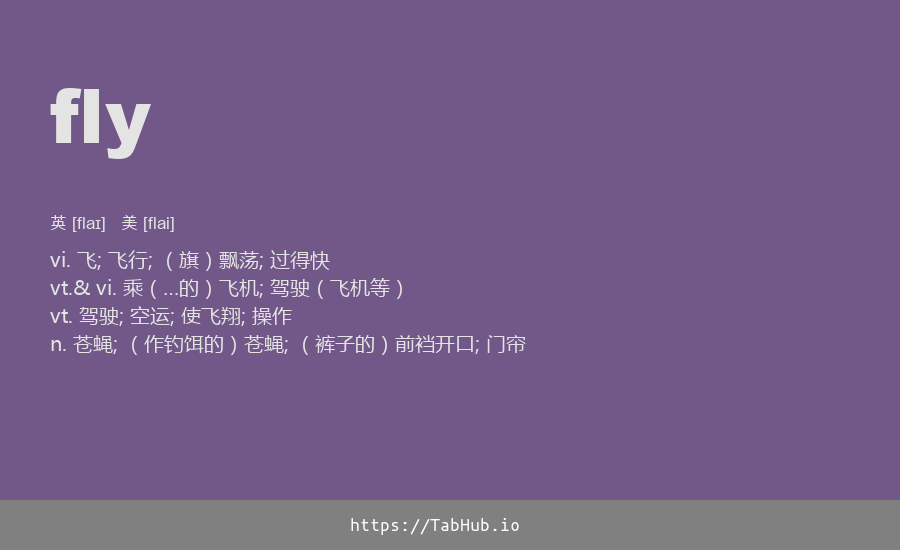 fly
英 [flaɪ] 美 [flai]
vi. 飞; 飞行; （旗）飘荡; 过得快
vt.& vi. 乘（…的）飞机; 驾驶（飞机等）
vt. 驾驶; 空运; 使飞翔; 操作
n. 苍蝇; （作钓饵的）苍蝇; （裤子的）前裆开口; 门帘
https://TabHub.io